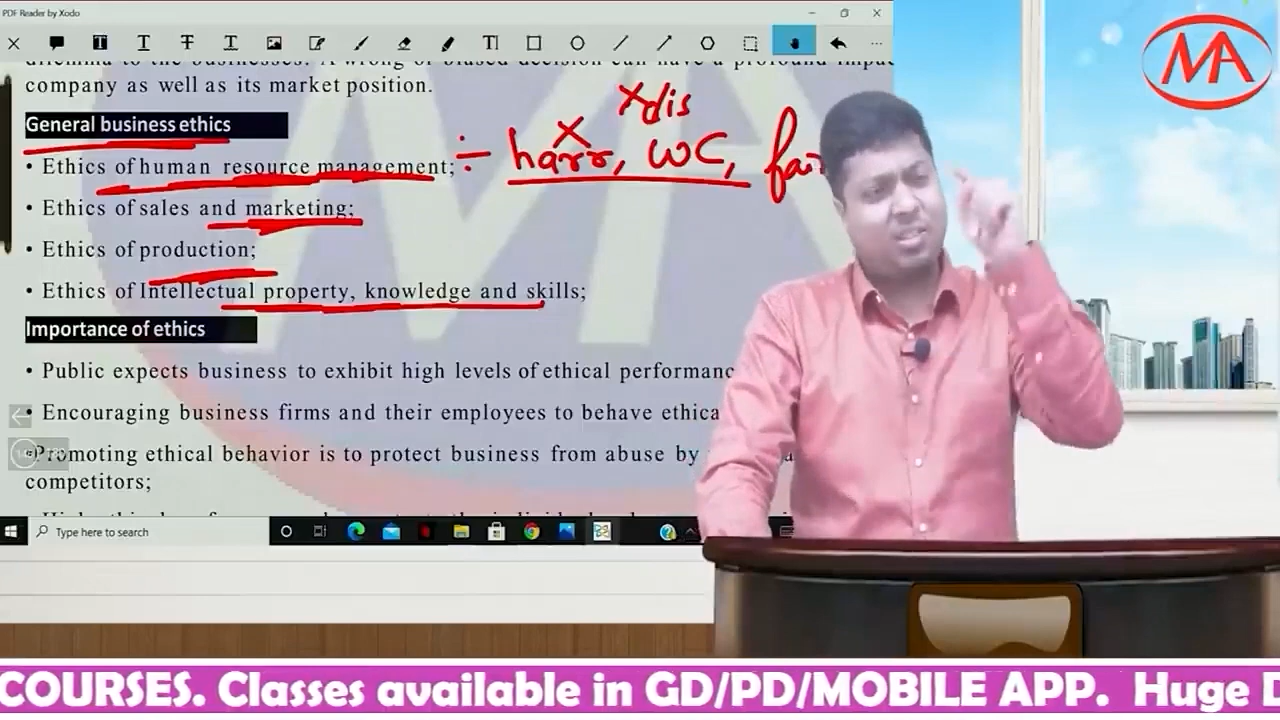 PDF Reader by Xodo
company as well as its market position.
Xdis
General business ethics
X
• Ethics of human resource management; ÷ harr, WC, fai
• Ethics of sales and marketing;
• Ethics of production;
• Ethics of Intellectual property, knowledge and skills;
Importance of ethics
• Public expects business to exhibit high levels of ethical performanc
• Encouraging business firms and their employees to behave ethica
Promoting ethical behavior is to protect business from abuse by
competitors;
Type here to search
MA
COURSES. Classes available in GD/PD/MOBILE APP. Huge D